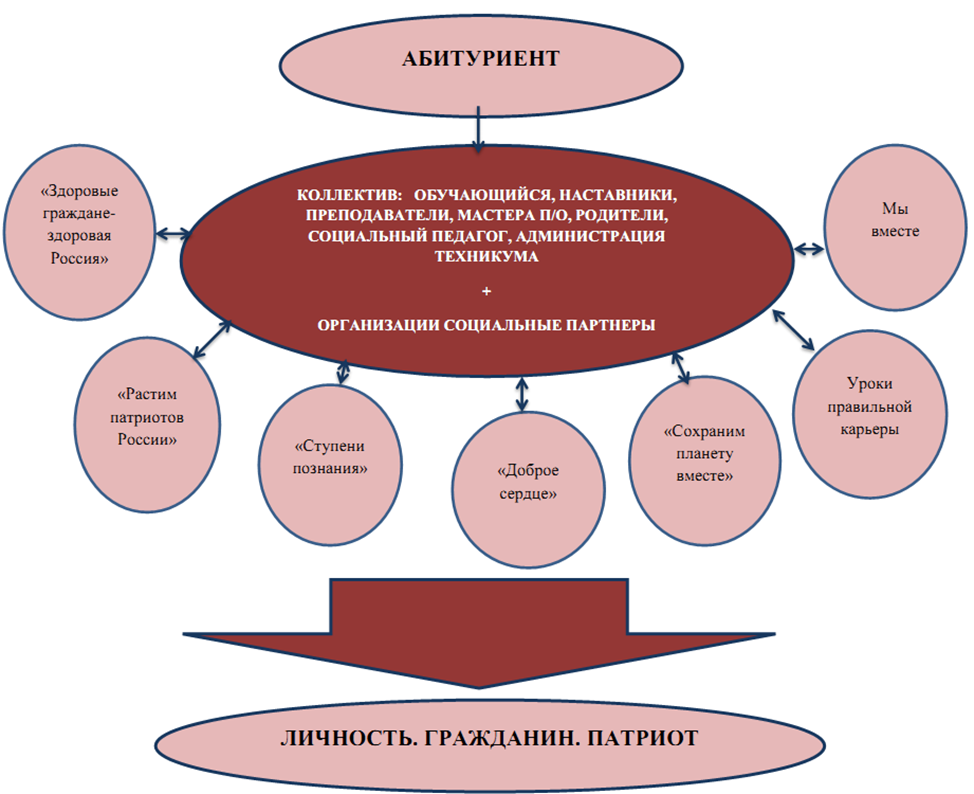 АБИТУРИЕНТ
КОЛЛЕКТИВ: ОБУЧАЮЩИЙСЯ, НАСТАВНИКИ,
ПРЕПОДАВАТЕЛИ, МАСТЕРА П/О, РОДИТЕЛИ,
СОЦИАЛЬНЫЙ ПЕДАГОГ, АДМИНИСТРАЦИЯ
ТЕХНИКУМА
+
ОРГАНИЗАЦИИ СОЦИАЛЬНЫЕ ПАРТНЕРЫ
«Здоровые
граждане-
здоровая
Россия»
«Растим
патриотов
России»
«Ступени
познания»
«Доброе
сердце»
«Сохраним
планету
вместе»
Уроки
правильной
карьеры
Мы
вместе
ЛИЧНОСТЬ. ГРАЖДАНИН. ПАТРИОТ